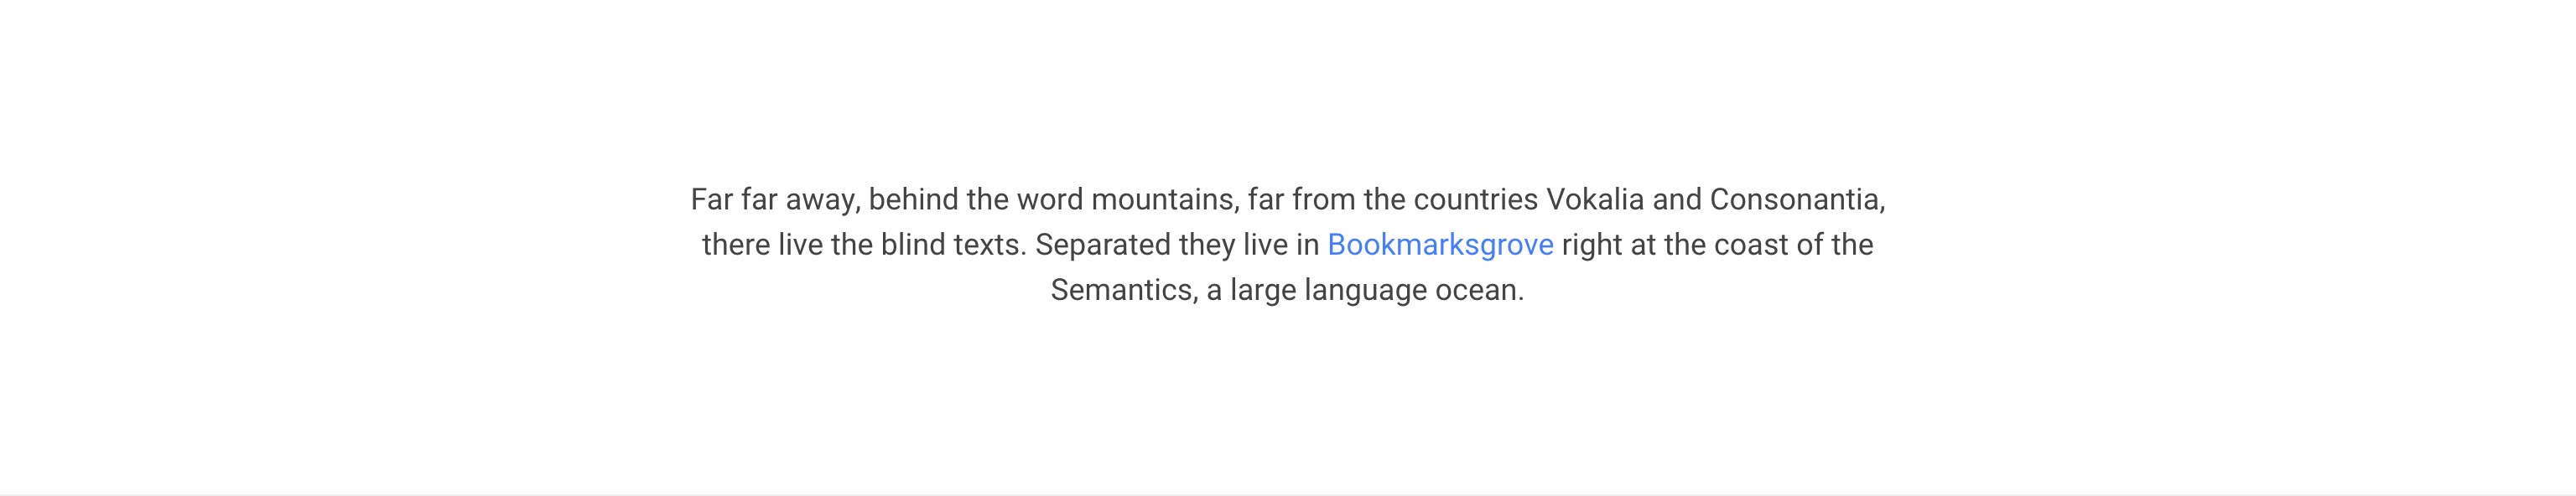 Far far away, behind the word mountains, far from the countries Vokalia and Consonantia,
there live the blind texts. Separated they live in Bookmarksgrove right at the coast of the
Semantics, a large language ocean.